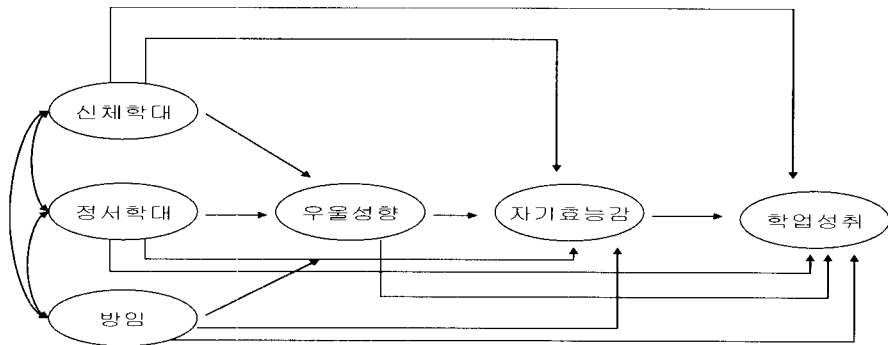 신체학대
정서학대
우울성향
자기효능감
학업성취
방임